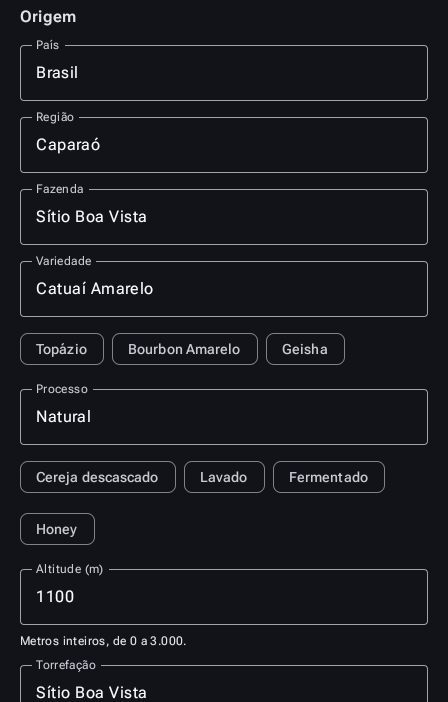 Origem
País
Brasil
Região
Caparaó
Fazenda
Sítio Boa Vista
Variedade
Catuaí Amarelo
Topázio Bourbon Amarelo Geisha
Processo
Natural
Cereja descascado Lavado Fermentado
Honey
Altitude (m)
1100
Metros inteiros, de 0 a 3.000.
Torrefação
Sítio Boa Vista